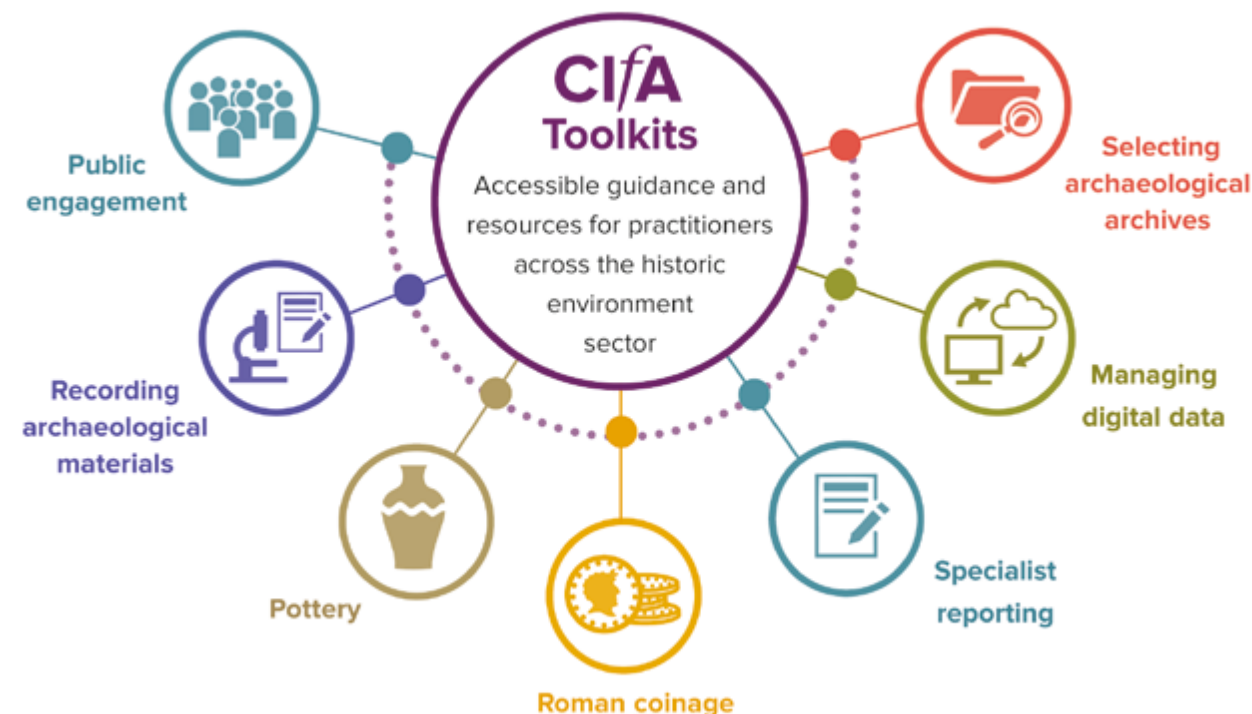 CIfA
Toolkits
Accessible guidance and
resources for practitioners
across the historic
environment
sector
Public
engagement
Recording
archaeological
materials
Pottery
Roman coinage
Specialist
reporting
Managing
digital data
Selecting
archaeological
archives